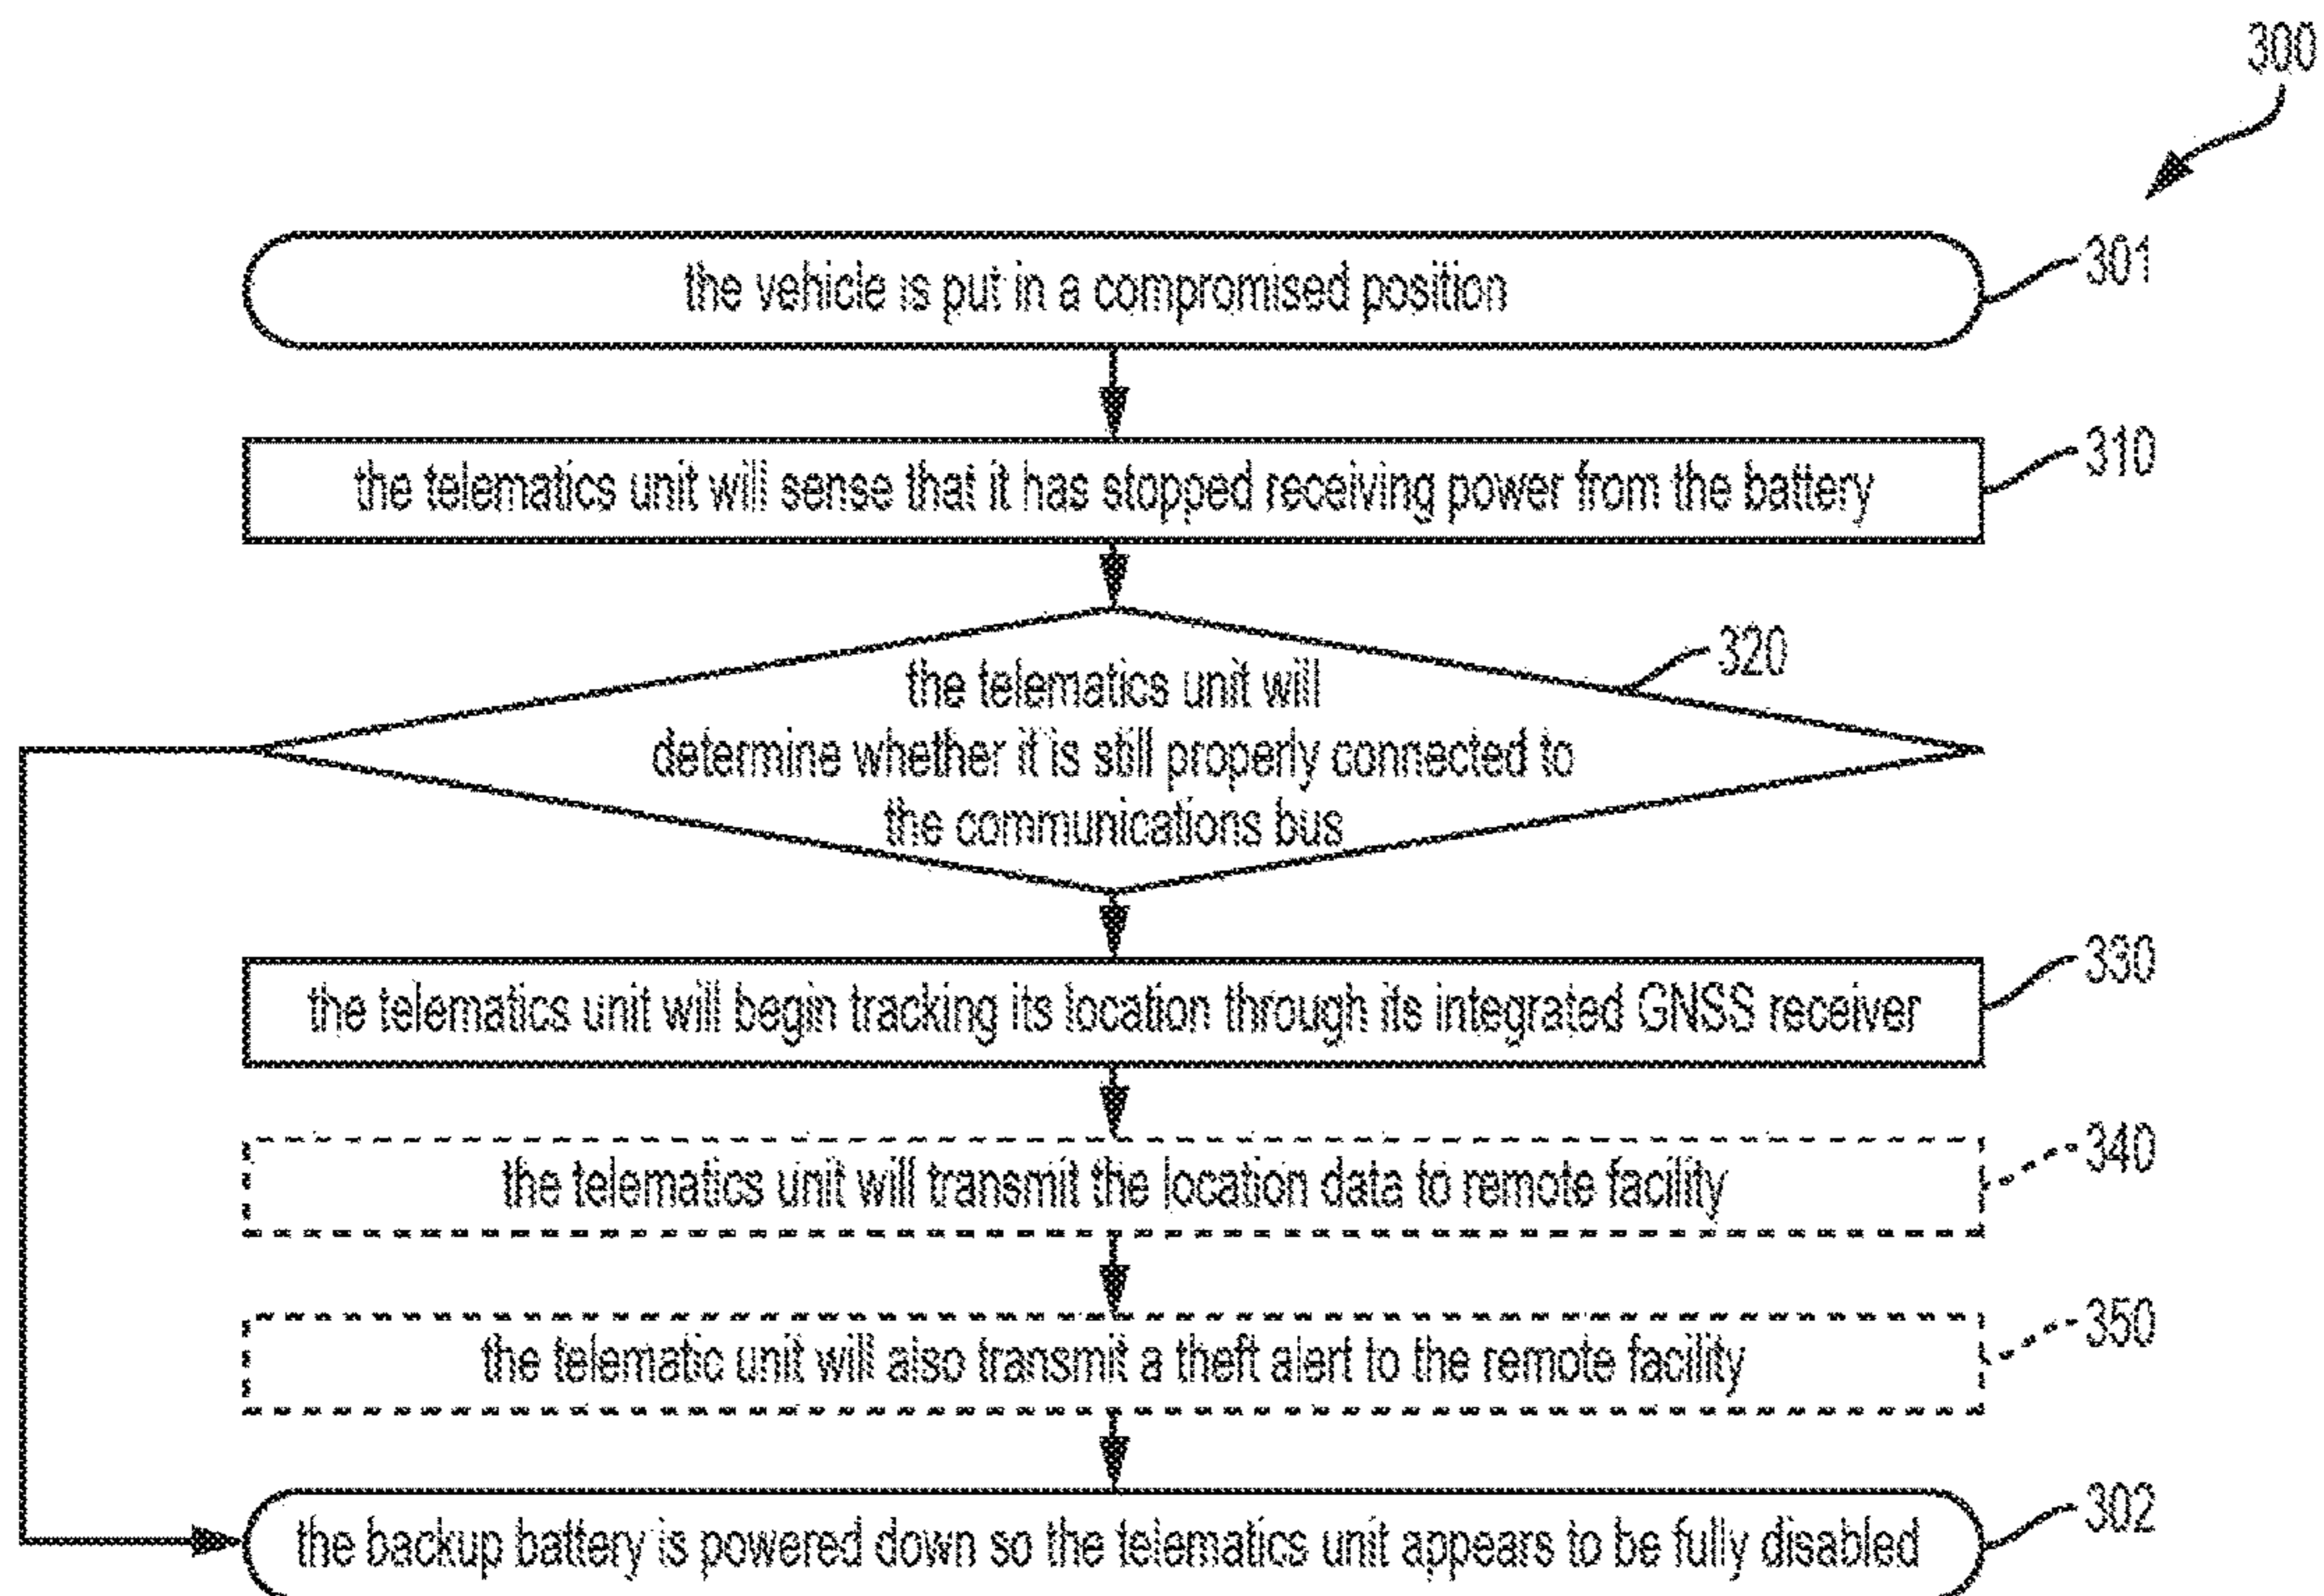 300
the vehicle is put in a compromised position
301
the telematics unit will sense that it has stopped receiving power from the battery
310
the telematics unit will
320
determine whether it is still properly connected to
the communications bus
the telematics unit will begin tracking its location through its integrated GNSS receiver
330
the telematics unit will transmit the location data to remote facility
340
the telematic unit will also transmit a theft alert to the remote facility
350
the backup battery is powered down so the telematics unit appears to be fully disabled
302